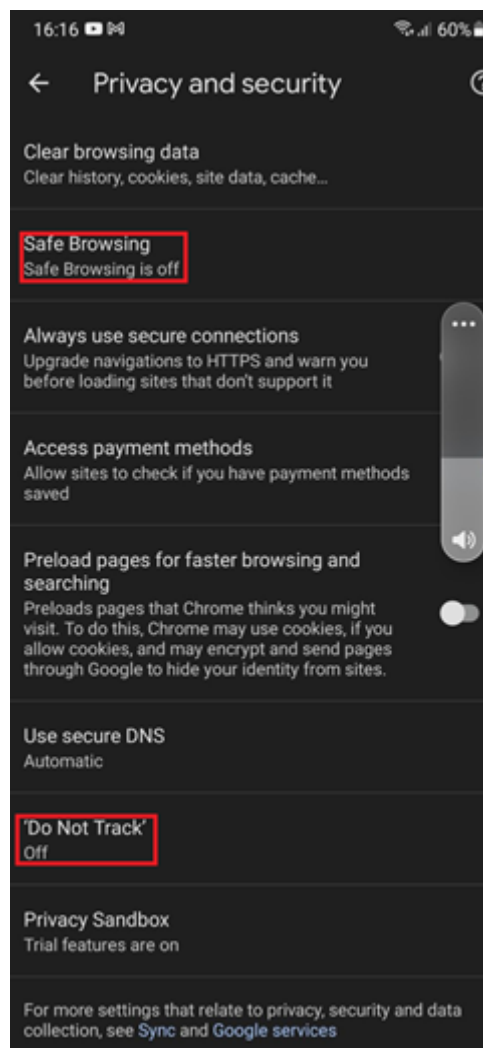 16:16
60%
Privacy and security
Clear browsing data
Clear history, cookies, site data, cache...
Safe Browsing
Safe Browsing is off
Always use secure connections
Upgrade navigations to HTTPS and warn you
before loading sites that don't support it
Access payment methods
Allow sites to check if you have payment methods
saved
Preload pages for faster browsing and
searching
Preloads pages that Chrome thinks you might
visit. To do this, Chrome may use cookies, if you
allow cookies, and may encrypt and send pages
through Google to hide your identity from sites.
Use secure DNS
Automatic
'Do Not Track'
Off
Privacy Sandbox
Trial features are on
For more settings that relate to privacy, security and data
collection, see Sync and Google services